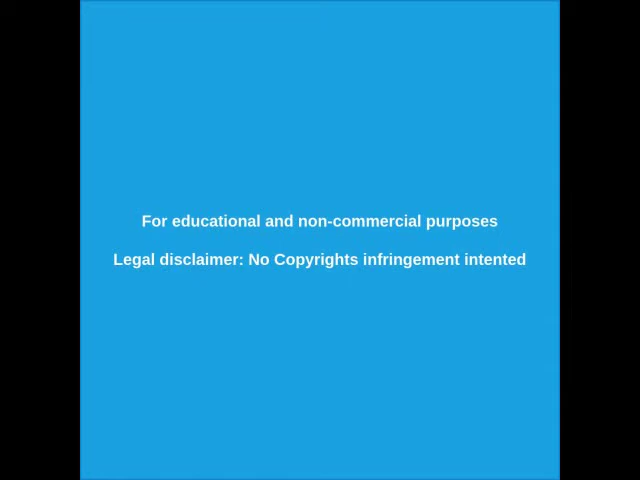 For educational and non-commercial purposes
Legal disclaimer: No Copyrights infringement intented